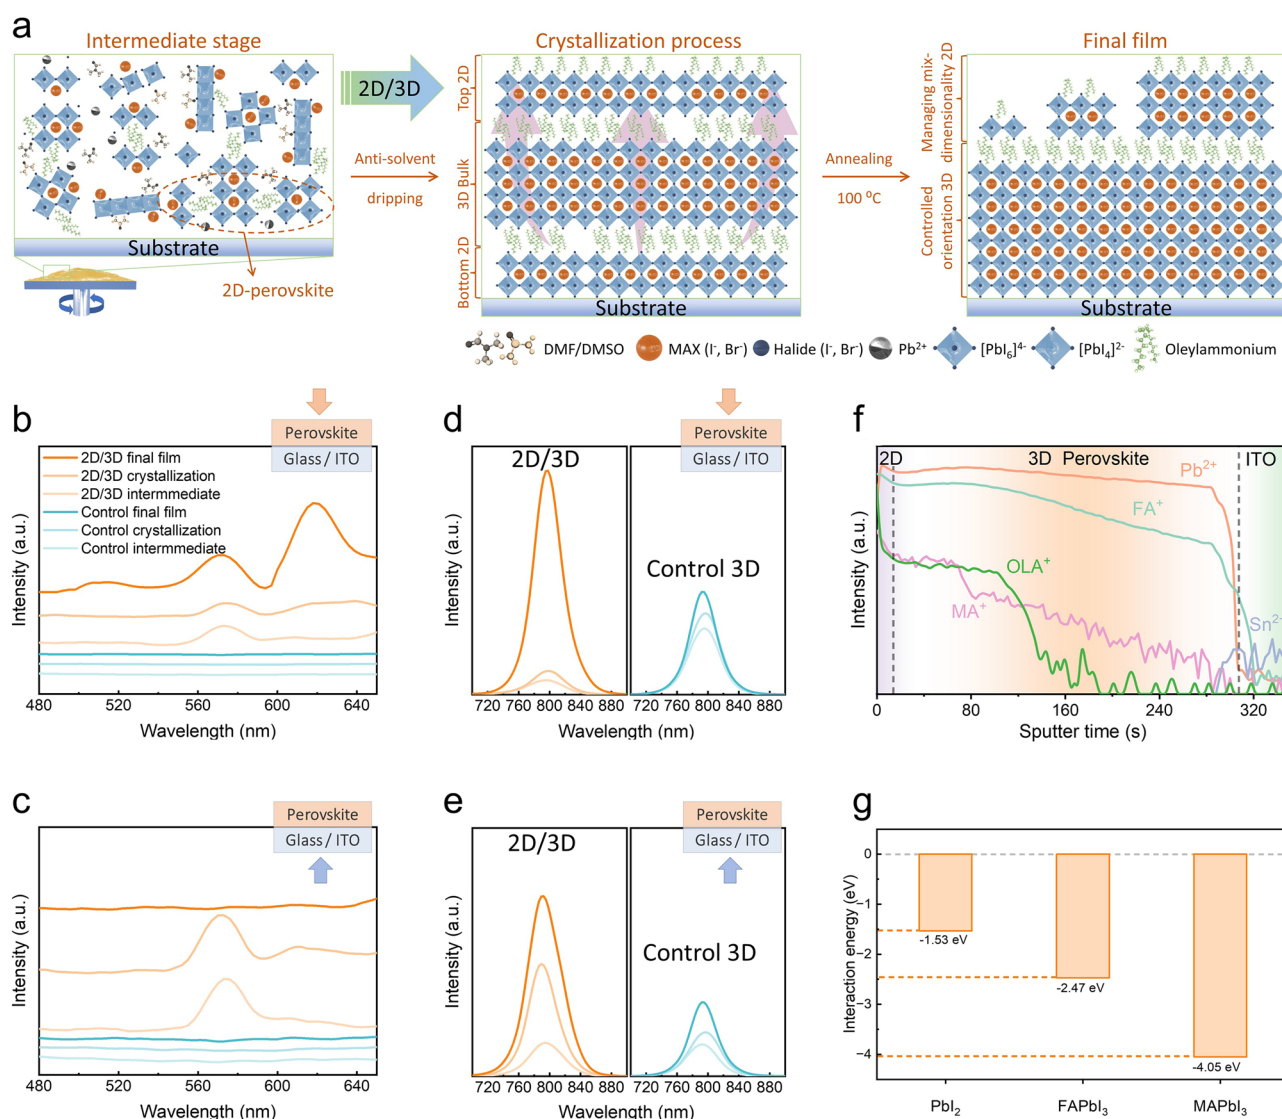 a
Intermediate stage
Crystallization process
Final film
2D/3D
Anti-solvent
dripping
Annealing
100 ⁰C
Top 2D
3D Bulk
Bottom 2D
Managing mix-
dimensionality 2D
Controlled
orientation 3D
Substrate
Substrate
Substrate
2D-perovskite
DMF/DMSO
MAX (I⁻, Br⁻)
Halide (I⁻, Br⁻)
Pb²⁺
[PbI₆]⁴⁻
[PbI₄]²⁻
Oleylammonium
b
Perovskite
Glass / ITO
2D/3D final film
2D/3D crystallization
2D/3D intermmediate
Control final film
Control crystallization
Control intermmediate
Intensity (a.u.)
480 520 560 600 640
Wavelength (nm)
d
Perovskite
Glass / ITO
2D/3D
Control 3D
Intensity (a.u.)
720 760 800 840 880 720 760 800 840 880
Wavelength (nm)
f
2D
3D Perovskite
ITO
Pb²⁺
FA⁺
OLA⁺
MA⁺
Intensity (a.u.)
0 80 160 240 320
Sputter time (s)
c
Perovskite
Glass / ITO
Intensity (a.u.)
480 520 560 600 640
Wavelength (nm)
e
Perovskite
Glass / ITO
2D/3D
Control 3D
Intensity (a.u.)
720 760 800 840 880 720 760 800 840 880
Wavelength (nm)
g
Interaction energy (eV)
0
−1
−2
−3
−4
-1.53 eV
-2.47 eV
-4.05 eV
PbI₂
FAPbI₃
MAPbI₃